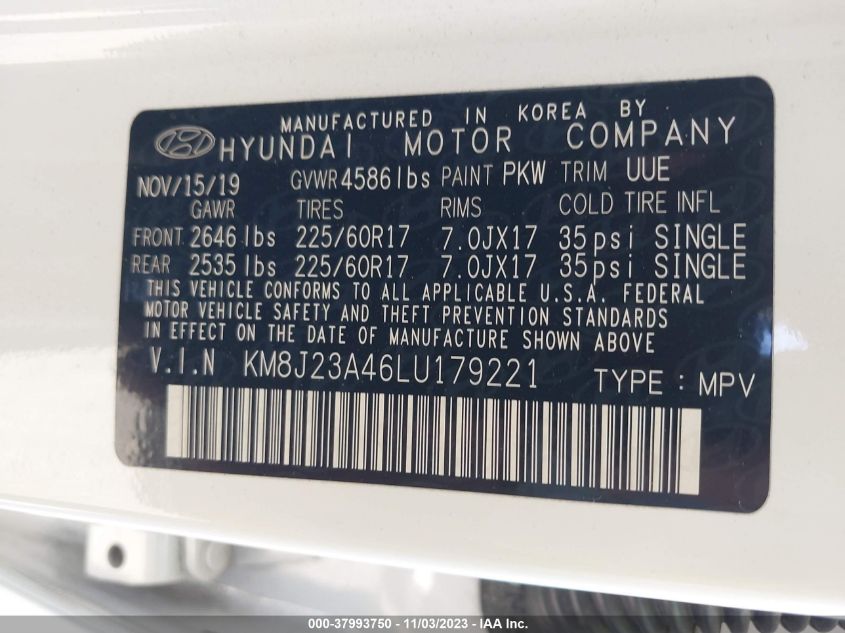 MANUFACTURED IN KOREA BY
HYUNDAI MOTOR COMPANY
NOV/15/19 GVWR 4586lbs PAINT PKW TRIM UUE
GAWR TIRES RIMS COLD TIRE INFL
FRONT 2646 lbs 225/60R17 7.0JX17 35psi SINGLE
REAR 2535 lbs 225/60R17 7.0JX17 35psi SINGLE
THIS VEHICLE CONFORMS TO ALL APPLICABLE U.S.A. FEDERAL
MOTOR VEHICLE SAFETY AND THEFT PREVENTION STANDARDS
IN EFFECT ON THE DATE OF MANUFACTURE SHOWN ABOVE
V.I.N KM8J23A46LU179221 TYPE : MPV
000-37993750 - 11/03/2023 - IAA Inc.